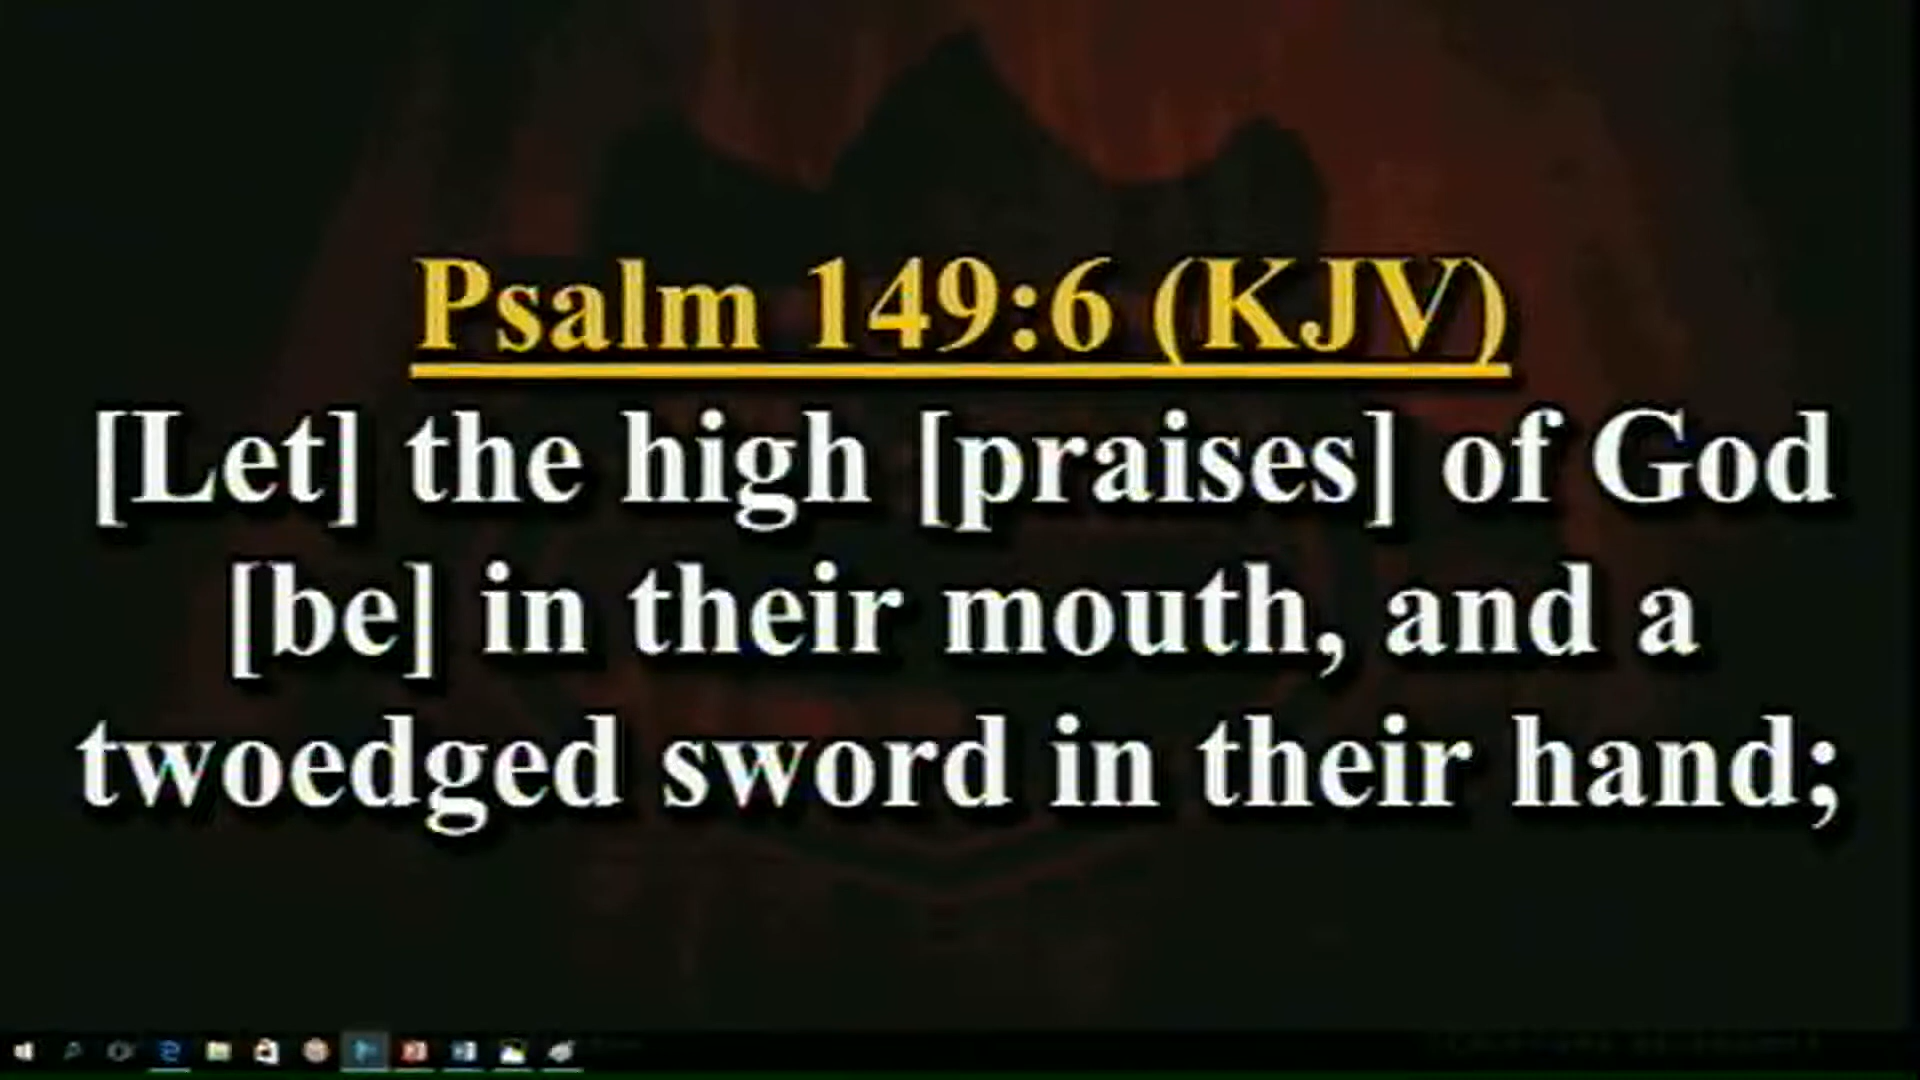 Psalm 149:6 (KJV)
[Let] the high [praises] of God
[be] in their mouth, and a
twoedged sword in their hand;